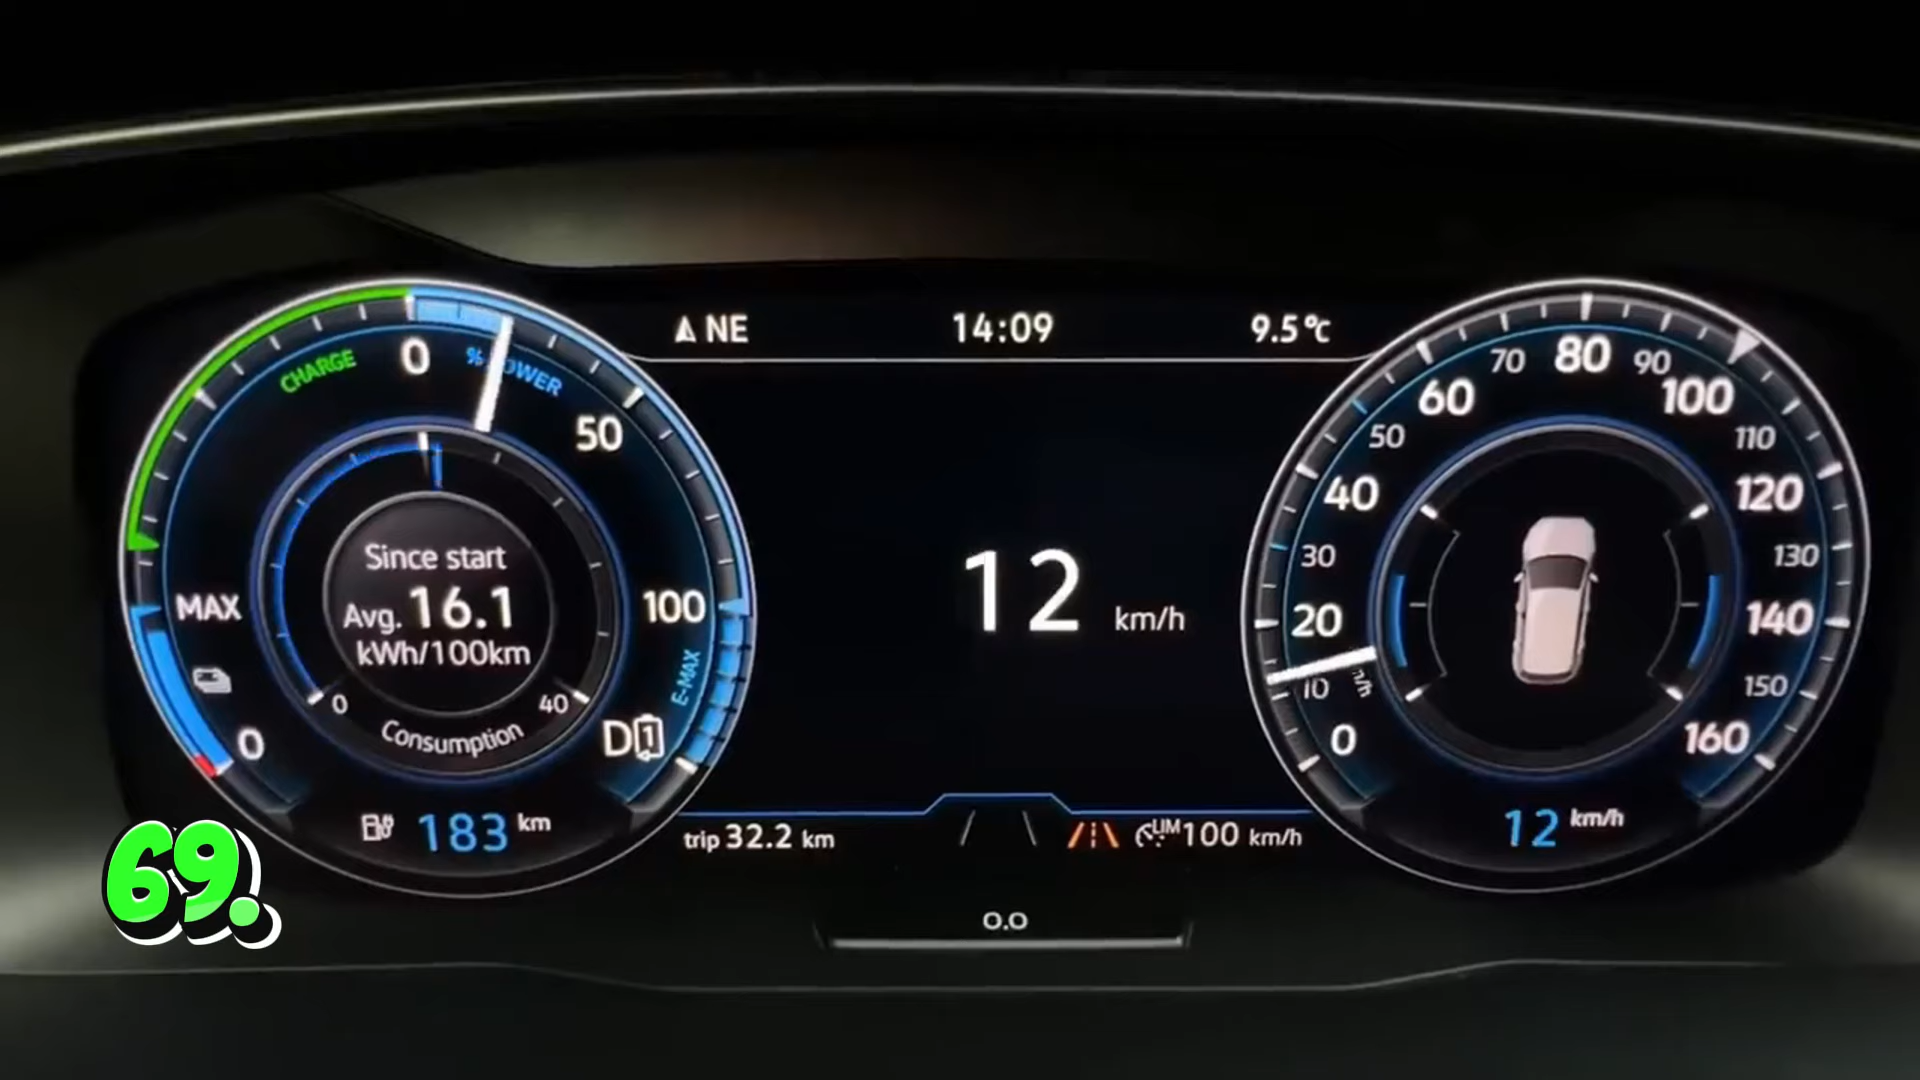 NE
14:09
9.5°C
CHARGE
0
% POWER
50
100
E-MAX
MAX
0
Since start
Avg. 16.1
kWh/100km
0
40
Consumption
D 1
183 km
12 km/h
trip 32.2 km
LIM 100 km/h
0.0
0
10
20
30
40
50
60
70
80
90
100
110
120
130
140
150
160
12 km/h
69.